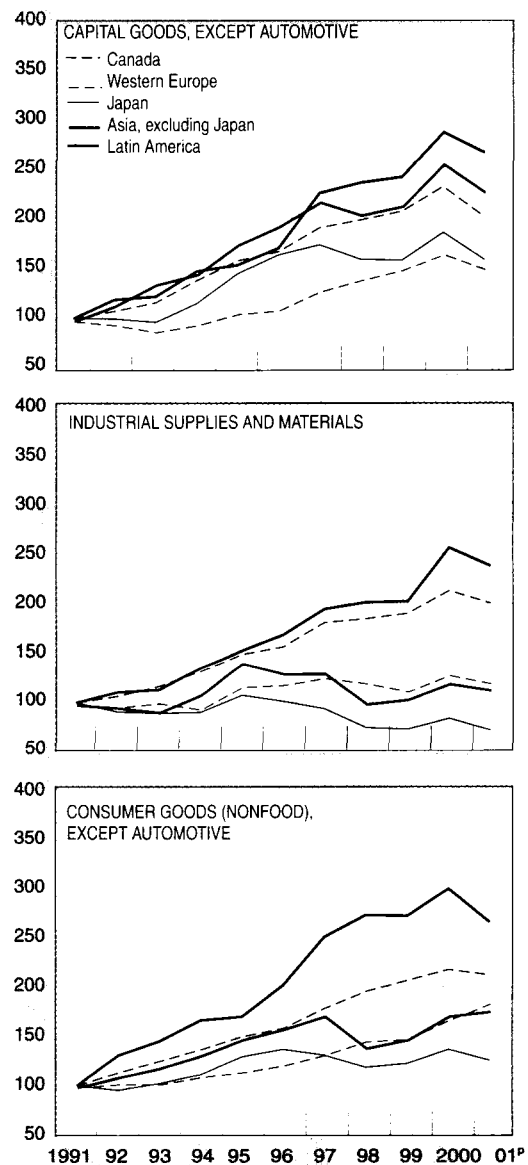 400
CAPITAL GOODS, EXCEPT AUTOMOTIVE
Canada
Western Europe
Japan
Asia, excluding Japan
Latin America
350
300
250
200
150
100
50
400
INDUSTRIAL SUPPLIES AND MATERIALS
350
300
250
200
150
100
50
400
CONSUMER GOODS (NONFOOD),
EXCEPT AUTOMOTIVE
350
300
250
200
150
100
50
1991 92 93 94 95 96 97 98 99 2000 01ᵖ